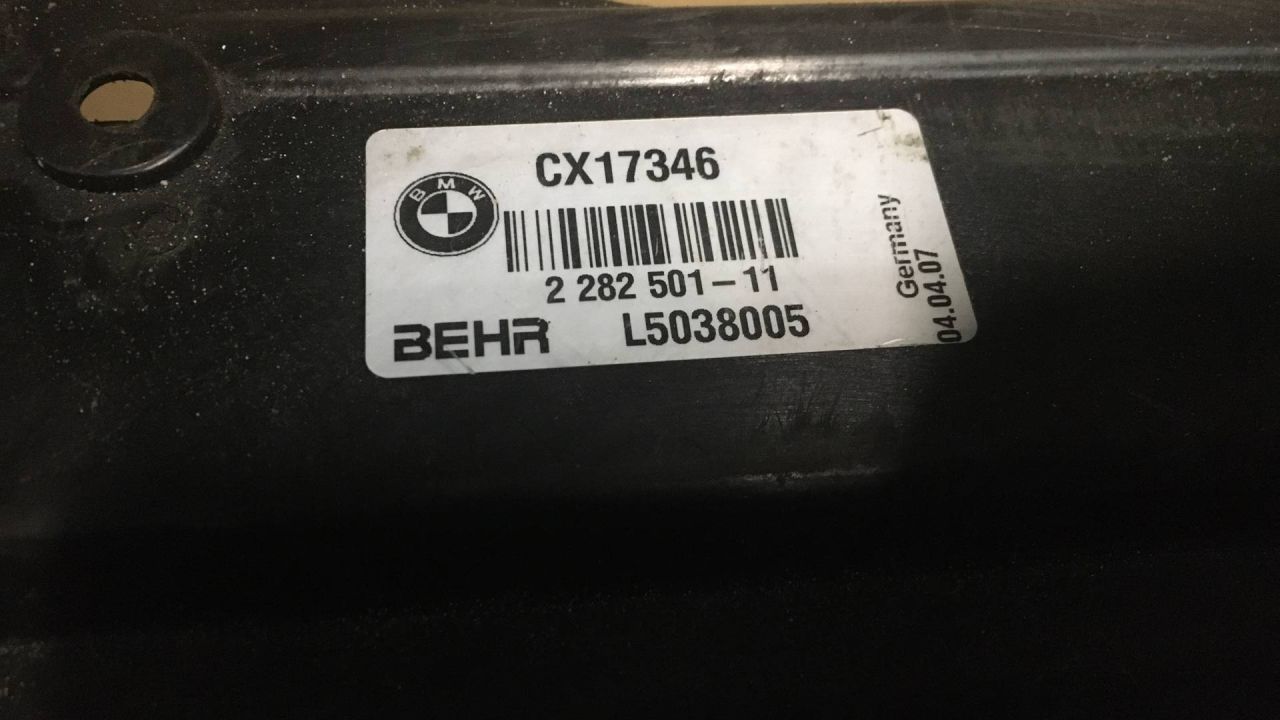 CX17346
BMW
2 282 501-11
BEHR L5038005
Germany
04.04.07